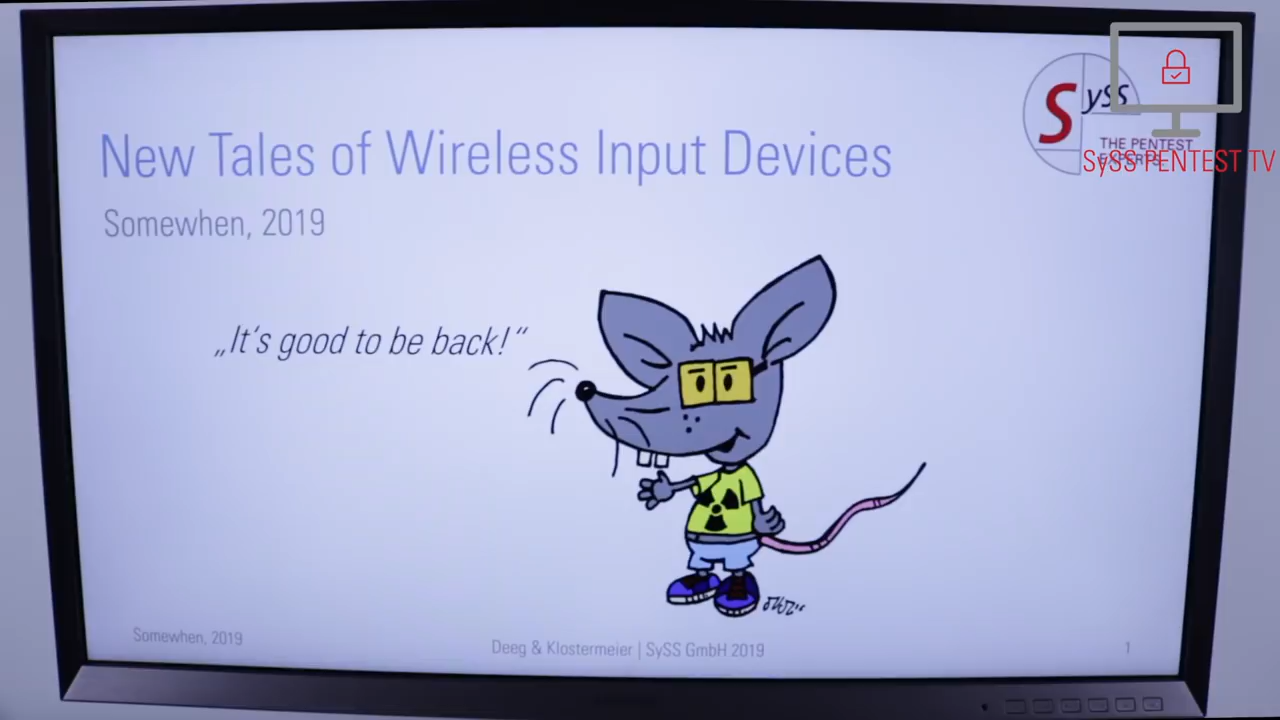 New Tales of Wireless Input Devices
Somewhen, 2019
„It's good to be back!“
SySS
THE PENTEST
SySS PENTEST TV
Somewhen, 2019
Deeg & Klostermeier | SySS GmbH 2019
1